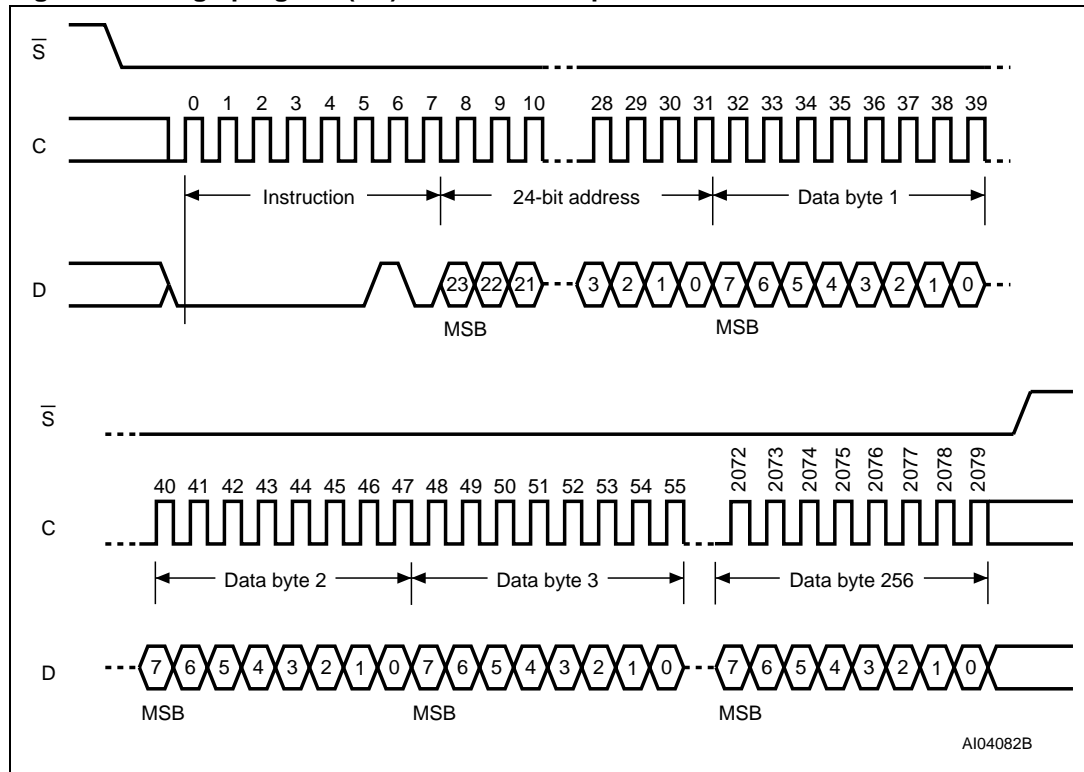 S
0 1 2 3 4 5 6 7 8 9 10 28 29 30 31 32 33 34 35 36 37 38 39
C
Instruction 24-bit address Data byte 1
D 23 22 21 3 2 1 0 7 6 5 4 3 2 1 0
MSB MSB
S
40 41 42 43 44 45 46 47 48 49 50 51 52 53 54 55 2072 2073 2074 2075 2076 2077 2078 2079
C
Data byte 2 Data byte 3 Data byte 256
D 7 6 5 4 3 2 1 0 7 6 5 4 3 2 1 0 7 6 5 4 3 2 1 0
MSB MSB MSB
AI04082B